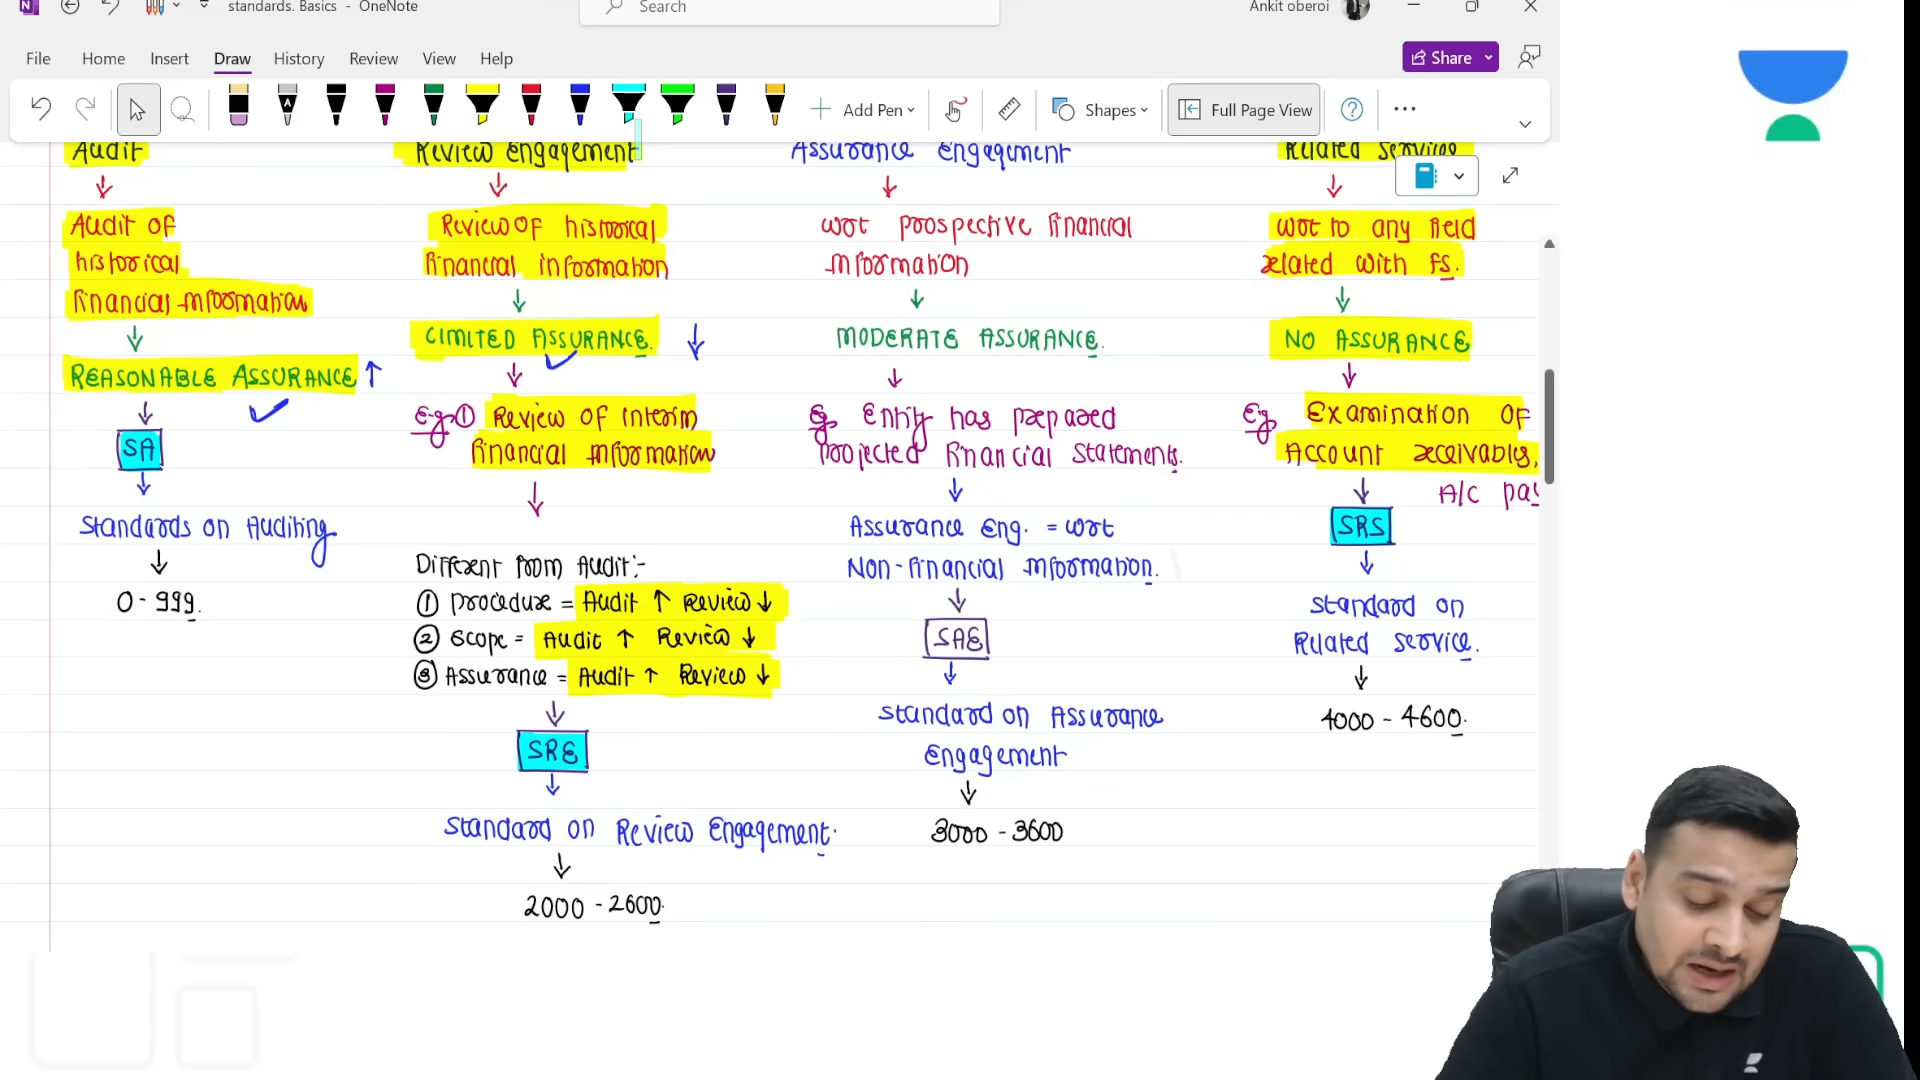 standards. Basics - OneNote
Search
Ankit oberoi
File Home Insert Draw History Review View Help
Share
Add Pen
Shapes
Full Page View
Audit
Audit of
historical
financial information
REASONABLE ASSURANCE ↑
SA
Standards on Auditing
0 - 999.
Review Engagement
Review of historical
financial information
LIMITED ASSURANCE. ↓
E.g. ① Review of interim
financial information
Different from Audit:-
① procedure = Audit ↑ Review ↓
② Scope = Audit ↑ Review ↓
③ Assurance = Audit ↑ Review ↓
SRE
Standard on Review Engagement.
2000 - 2600.
Assurance Engagement
wrt prospective financial
information
MODERATE ASSURANCE.
Eg. Entity has prepared
projected financial statements.
Assurance Eng. = wrt
Non-financial information.
SAE
Standard on Assurance
Engagement
3000 - 3600
Related Services
wrt to any field
related with fs.
NO ASSURANCE
Eg. Examination of
Account receivables,
A/C pay
SRS
Standard on
Related Service.
4000 - 4600.